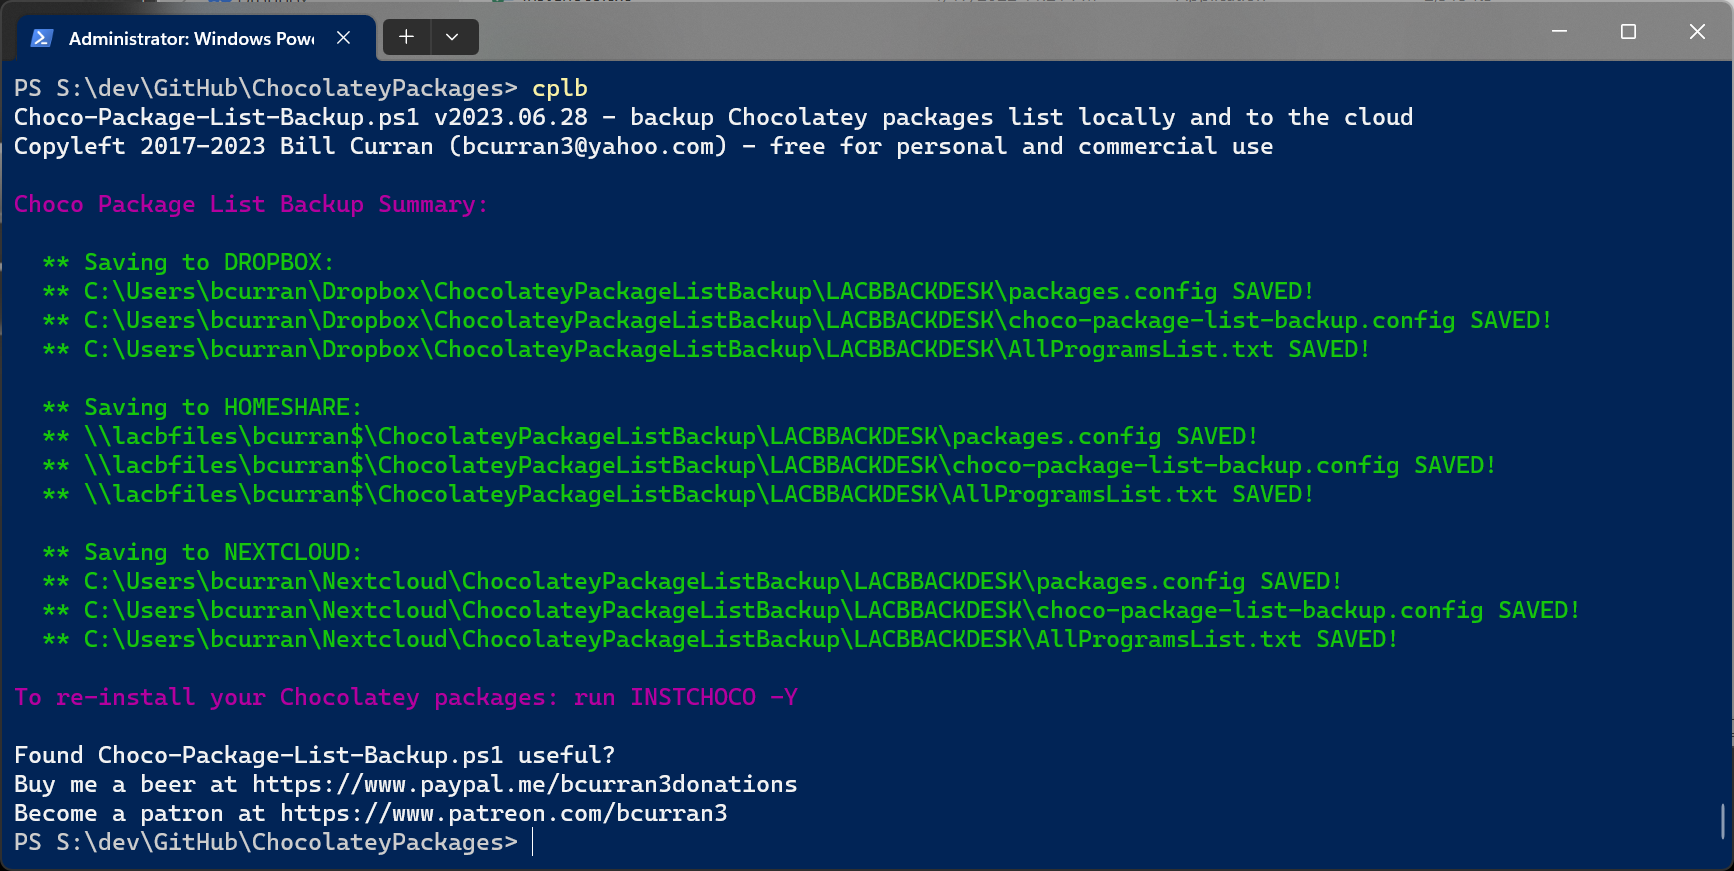 Administrator: Windows Pow
PS S:\dev\GitHub\ChocolateyPackages> cplb
Choco-Package-List-Backup.ps1 v2023.06.28 - backup Chocolatey packages list locally and to the cloud
Copyleft 2017-2023 Bill Curran (bcurran3@yahoo.com) - free for personal and commercial use
Choco Package List Backup Summary:
** Saving to DROPBOX:
** C:\Users\bcurran\Dropbox\ChocolateyPackageListBackup\LACBBACKDESK\packages.config SAVED!
** C:\Users\bcurran\Dropbox\ChocolateyPackageListBackup\LACBBACKDESK\choco-package-list-backup.config SAVED!
** C:\Users\bcurran\Dropbox\ChocolateyPackageListBackup\LACBBACKDESK\AllProgramsList.txt SAVED!
** Saving to HOMESHARE:
** \\lacbfiles\bcurran$\ChocolateyPackageListBackup\LACBBACKDESK\packages.config SAVED!
** \\lacbfiles\bcurran$\ChocolateyPackageListBackup\LACBBACKDESK\choco-package-list-backup.config SAVED!
** \\lacbfiles\bcurran$\ChocolateyPackageListBackup\LACBBACKDESK\AllProgramsList.txt SAVED!
** Saving to NEXTCLOUD:
** C:\Users\bcurran\Nextcloud\ChocolateyPackageListBackup\LACBBACKDESK\packages.config SAVED!
** C:\Users\bcurran\Nextcloud\ChocolateyPackageListBackup\LACBBACKDESK\choco-package-list-backup.config SAVED!
** C:\Users\bcurran\Nextcloud\ChocolateyPackageListBackup\LACBBACKDESK\AllProgramsList.txt SAVED!
To re-install your Chocolatey packages: run INSTCHOCO -Y
Found Choco-Package-List-Backup.ps1 useful?
Buy me a beer at https://www.paypal.me/bcurran3donations
Become a patron at https://www.patreon.com/bcurran3
PS S:\dev\GitHub\ChocolateyPackages>